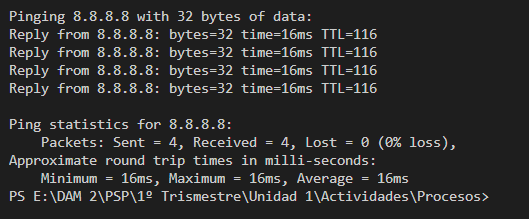 Pinging 8.8.8.8 with 32 bytes of data:
Reply from 8.8.8.8: bytes=32 time=16ms TTL=116
Reply from 8.8.8.8: bytes=32 time=16ms TTL=116
Reply from 8.8.8.8: bytes=32 time=16ms TTL=116
Reply from 8.8.8.8: bytes=32 time=16ms TTL=116
Ping statistics for 8.8.8.8:
    Packets: Sent = 4, Received = 4, Lost = 0 (0% loss),
Approximate round trip times in milli-seconds:
    Minimum = 16ms, Maximum = 16ms, Average = 16ms
PS E:\DAM 2\PSP\1º Trismestre\Unidad 1\Actividades\Procesos>